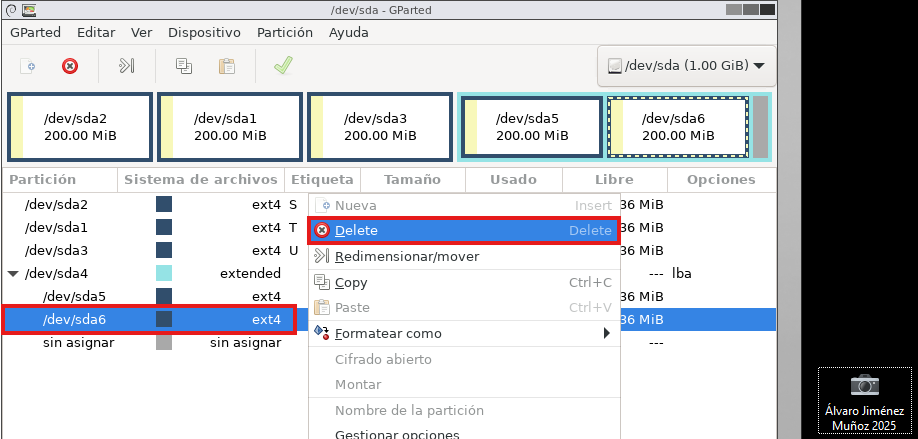 /dev/sda - GParted
GParted Editar Ver Dispositivo Partición Ayuda
/dev/sda (1.00 GiB)
/dev/sda2
200.00 MiB
/dev/sda1
200.00 MiB
/dev/sda3
200.00 MiB
/dev/sda5
200.00 MiB
/dev/sda6
200.00 MiB
Partición Sistema de archivos Etiqueta Tamaño Usado Libre Opciones
/dev/sda2 ext4 S 36 MiB
/dev/sda1 ext4 T 36 MiB
/dev/sda3 ext4 U 36 MiB
/dev/sda4 extended --- lba
/dev/sda5 ext4 36 MiB
/dev/sda6 ext4 36 MiB
sin asignar sin asignar ---
Nueva Insert
Delete Delete
Redimensionar/mover
Copy Ctrl+C
Paste Ctrl+V
Formatear como
Cifrado abierto
Montar
Nombre de la partición
Gestionar opciones
Álvaro Jiménez
Muñoz 2025